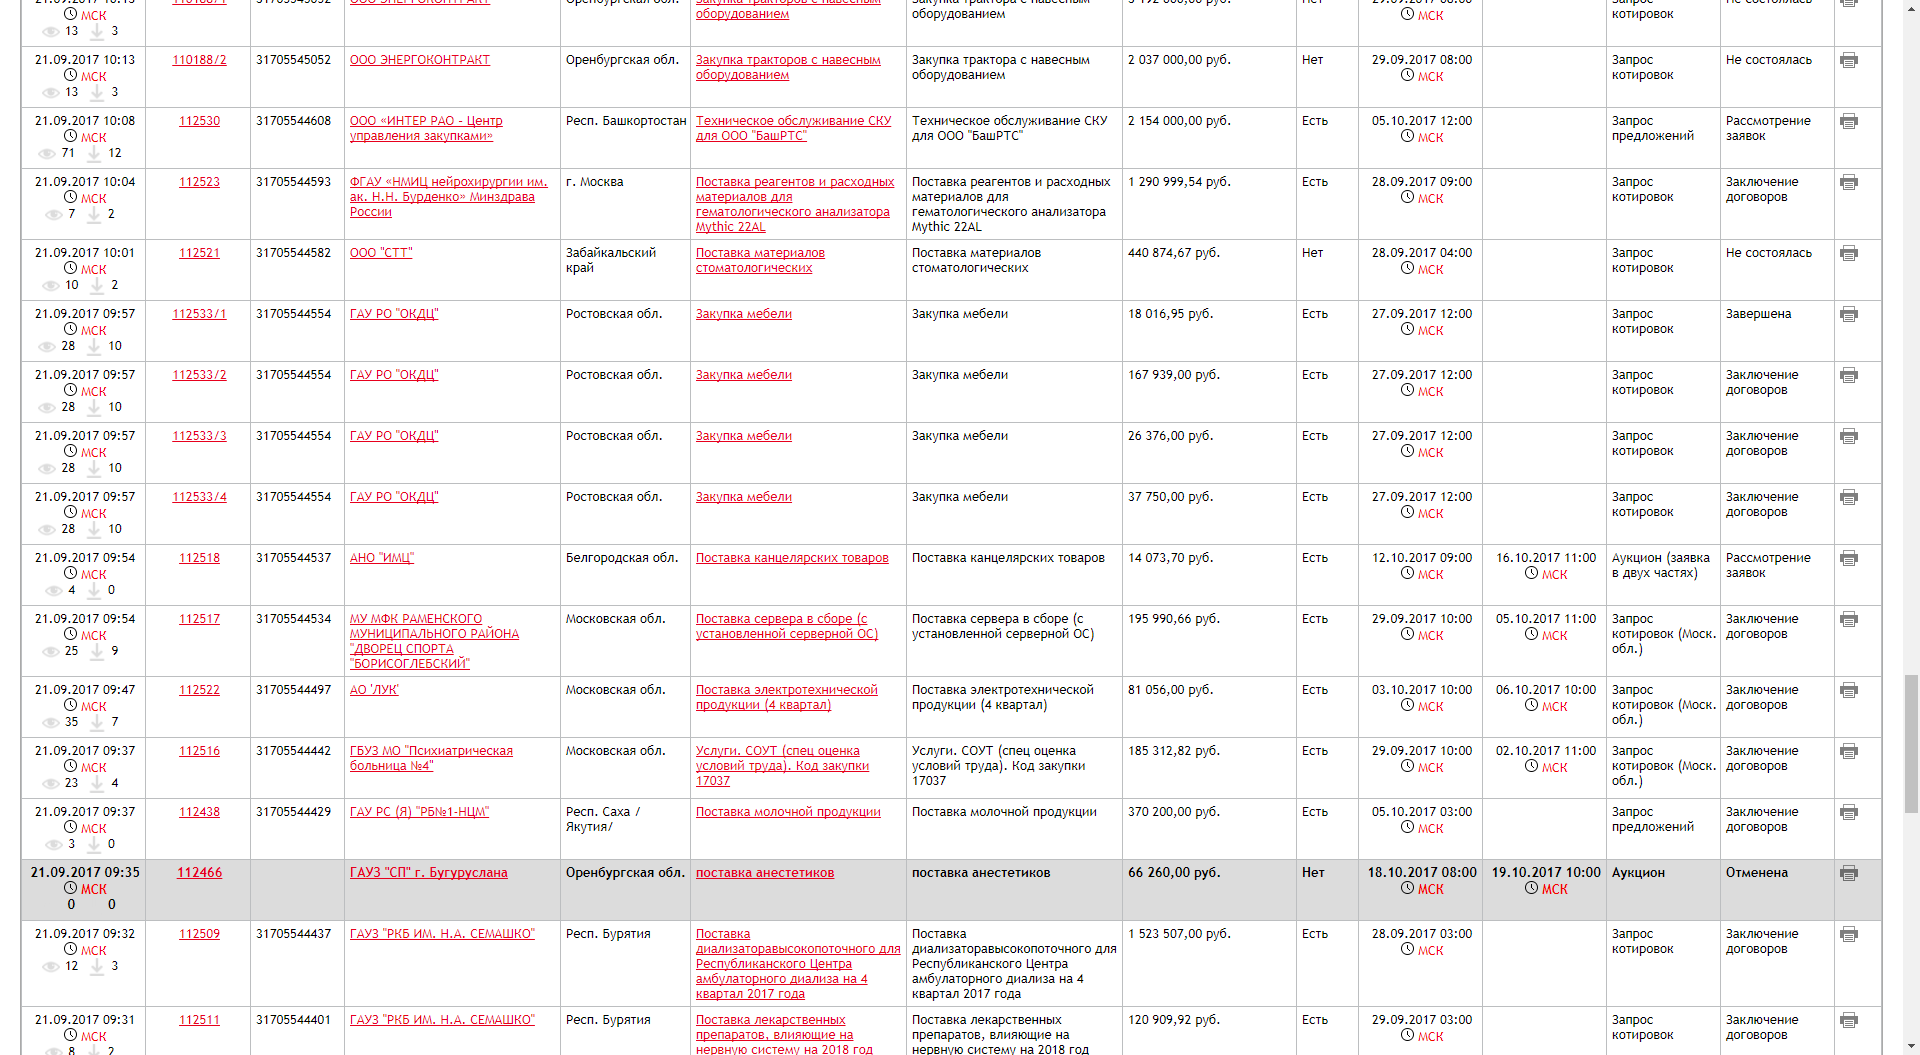 21.09.2017 10:13 110188/1 31705545052 ООО ЭНЕРГОКОНТРАКТ Оренбургская обл. Закупка тракторов с навесным Закупка трактора с навесным Нет 29.09.2017 08:00 Запрос Не состоялась
МСК оборудованием оборудованием МСК котировок
13 3
21.09.2017 10:13 110188/2 31705545052 ООО ЭНЕРГОКОНТРАКТ Оренбургская обл. Закупка тракторов с навесным Закупка трактора с навесным 2 037 000,00 руб. Нет 29.09.2017 08:00 Запрос Не состоялась
МСК оборудованием оборудованием МСК котировок
13 3
21.09.2017 10:08 112530 31705544608 ООО «ИНТЕР РАО - Центр Респ. Башкортостан Техническое обслуживание СКУ Техническое обслуживание СКУ 2 154 000,00 руб. Есть 05.10.2017 12:00 Запрос Рассмотрение
МСК управления закупками» для ООО "БашРТС" для ООО "БашРТС" МСК предложений заявок
71 12
21.09.2017 10:04 112523 31705544593 ФГАУ «НМИЦ нейрохирургии им. г. Москва Поставка реагентов и расходных Поставка реагентов и расходных 1 290 999,54 руб. Есть 28.09.2017 09:00 Запрос Заключение
МСК ак. Н.Н. Бурденко» Минздрава материалов для материалов для МСК котировок договоров
7 2 России гематологического анализатора гематологического анализатора
Mythic 22AL Mythic 22AL
21.09.2017 10:01 112521 31705544582 ООО "СТТ" Забайкальский Поставка материалов Поставка материалов 440 874,67 руб. Нет 28.09.2017 04:00 Запрос Не состоялась
МСК край стоматологических стоматологических МСК котировок
10 2
21.09.2017 09:57 112533/1 31705544554 ГАУ РО "ОКДЦ" Ростовская обл. Закупка мебели Закупка мебели 18 016,95 руб. Есть 27.09.2017 12:00 Запрос Завершена
МСК МСК котировок
28 10
21.09.2017 09:57 112533/2 31705544554 ГАУ РО "ОКДЦ" Ростовская обл. Закупка мебели Закупка мебели 167 939,00 руб. Есть 27.09.2017 12:00 Запрос Заключение
МСК МСК котировок договоров
28 10
21.09.2017 09:57 112533/3 31705544554 ГАУ РО "ОКДЦ" Ростовская обл. Закупка мебели Закупка мебели 26 376,00 руб. Есть 27.09.2017 12:00 Запрос Заключение
МСК МСК котировок договоров
28 10
21.09.2017 09:57 112533/4 31705544554 ГАУ РО "ОКДЦ" Ростовская обл. Закупка мебели Закупка мебели 37 750,00 руб. Есть 27.09.2017 12:00 Запрос Заключение
МСК МСК котировок договоров
28 10
21.09.2017 09:54 112518 31705544537 АНО "ИМЦ" Белгородская обл. Поставка канцелярских товаров Поставка канцелярских товаров 14 073,70 руб. Есть 12.10.2017 09:00 16.10.2017 11:00 Аукцион (заявка Рассмотрение
МСК МСК МСК в двух частях) заявок
4 0
21.09.2017 09:54 112517 31705544534 МУ МФК РАМЕНСКОГО Московская обл. Поставка сервера в сборе (с Поставка сервера в сборе (с 195 990,66 руб. Есть 29.09.2017 10:00 05.10.2017 11:00 Запрос Заключение
МСК МУНИЦИПАЛЬНОГО РАЙОНА установленной серверной ОС) установленной серверной ОС) МСК МСК котировок (Моск. договоров
25 9 "ДВОРЕЦ СПОРТА обл.)
"БОРИСОГЛЕБСКИЙ"
21.09.2017 09:47 112522 31705544497 АО 'ЛУК' Московская обл. Поставка электротехнической Поставка электротехнической 81 056,00 руб. Есть 03.10.2017 10:00 06.10.2017 10:00 Запрос Заключение
МСК продукции (4 квартал) продукции (4 квартал) МСК МСК котировок (Моск. договоров
35 7 обл.)
21.09.2017 09:37 112516 31705544442 ГБУЗ МО "Психиатрическая Московская обл. Услуги. СОУТ (спец оценка Услуги. СОУТ (спец оценка 185 312,82 руб. Есть 29.09.2017 10:00 02.10.2017 11:00 Запрос Заключение
МСК больница №4" условий труда). Код закупки условий труда). Код закупки МСК МСК котировок (Моск. договоров
23 4 17037 17037 обл.)
21.09.2017 09:37 112438 31705544429 ГАУ РС (Я) "РБ№1-НЦМ" Респ. Саха / Поставка молочной продукции Поставка молочной продукции 370 200,00 руб. Есть 05.10.2017 03:00 Запрос Заключение
МСК Якутия/ МСК предложений договоров
3 0
21.09.2017 09:35 112466 ГАУЗ "СП" г. Бугуруслана Оренбургская обл. поставка анестетиков поставка анестетиков 66 260,00 руб. Нет 18.10.2017 08:00 19.10.2017 10:00 Аукцион Отменена
МСК МСК МСК
0 0
21.09.2017 09:32 112509 31705544437 ГАУЗ "РКБ ИМ. Н.А. СЕМАШКО" Респ. Бурятия Поставка Поставка 1 523 507,00 руб. Есть 28.09.2017 03:00 Запрос Заключение
МСК диализаторавысокопоточного для диализаторавысокопоточного для МСК котировок договоров
12 3 Республиканского Центра Республиканского Центра
амбулаторного диализа на 4 амбулаторного диализа на 4
квартал 2017 года квартал 2017 года
21.09.2017 09:31 112511 31705544401 ГАУЗ "РКБ ИМ. Н.А. СЕМАШКО" Респ. Бурятия Поставка лекарственных Поставка лекарственных 120 909,92 руб. Есть 29.09.2017 03:00 Запрос Заключение
МСК препаратов, влияющие на препаратов, влияющие на МСК котировок договоров
8 2 нервную систему на 2018 год нервную систему на 2018 год